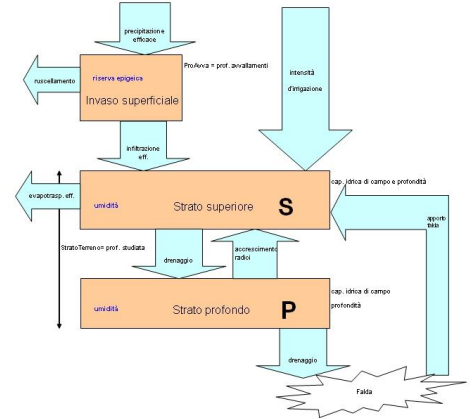 precipitazione
efficace
ProAvva = prof. avvallamenti
riserva epigeica
ruscellamento
Invaso superficiale
intensità
d'irrigazione
infiltrazione
eff.
cap. idrica di campo e profondità
evapotrasp. eff.
umidità
Strato superiore S
apporto
falda
StratoTerreno= prof. studiata
drenaggio
accrescimento
radici
cap. idrica di campo
profondità
umidità
Strato profondo P
drenaggio
Falda